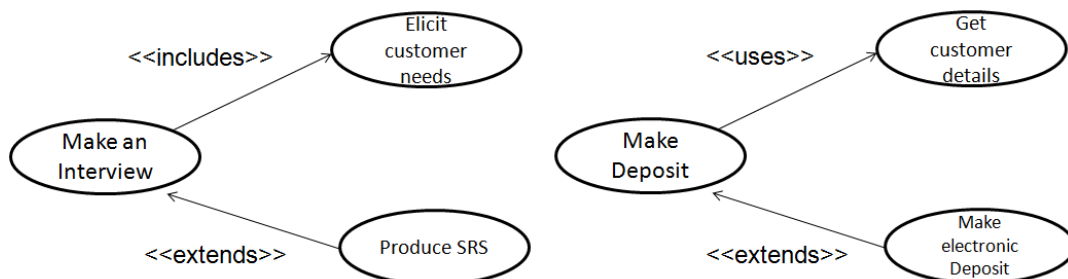 Elicit
customer
needs
<<includes>>
Make an
Interview
<<extends>>
Produce SRS
Get
customer
details
<<uses>>
Make
Deposit
<<extends>>
Make
electronic
Deposit